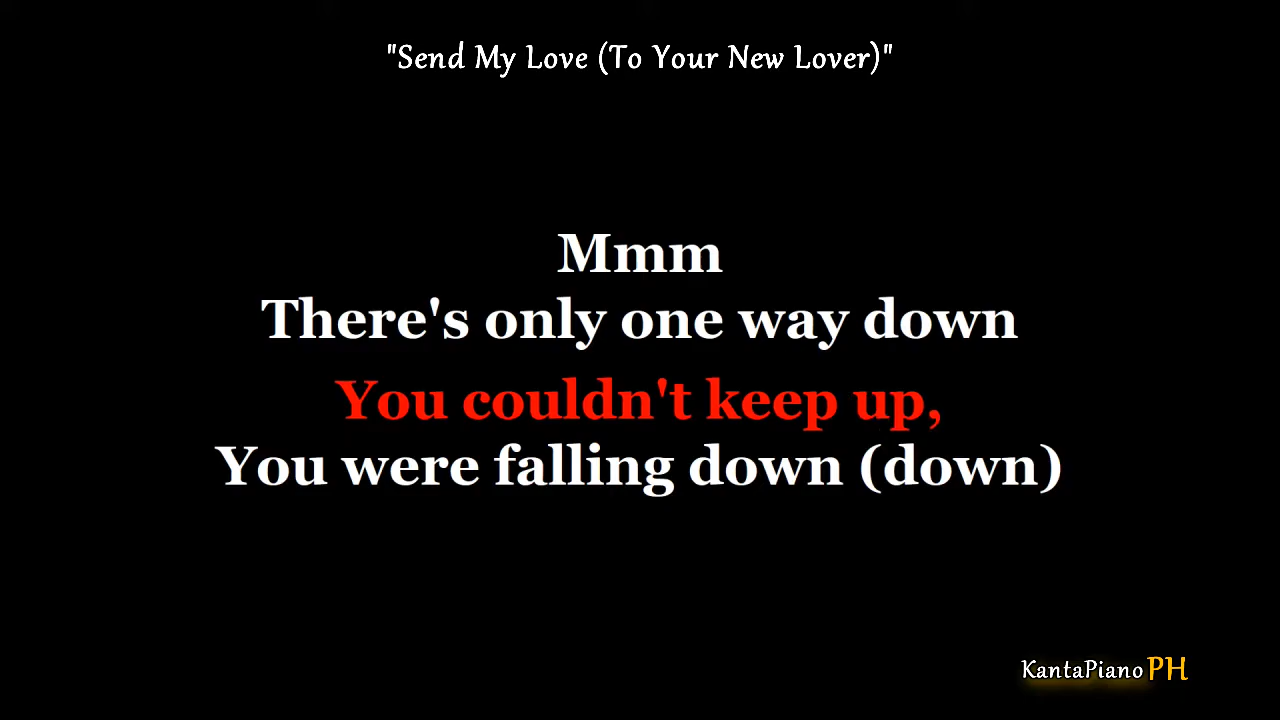 "Send My Love (To Your New Lover)"
Mmm
There's only one way down
You couldn't keep up,
You were falling down (down)
KantaPiano PH